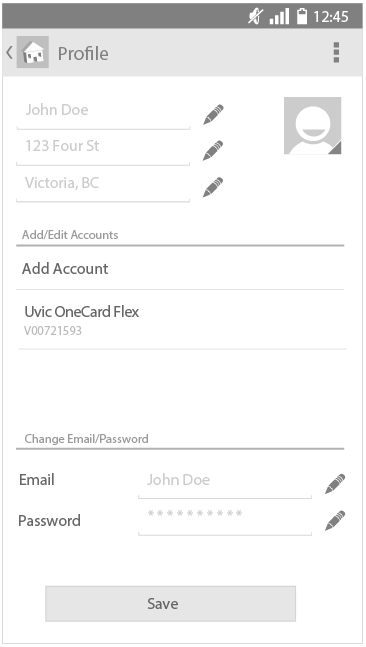 12:45
Profile
John Doe
123 Four St
Victoria, BC
Add/Edit Accounts
Add Account
Uvic OneCard Flex
V00721593
Change Email/Password
Email John Doe
Password **********
Save